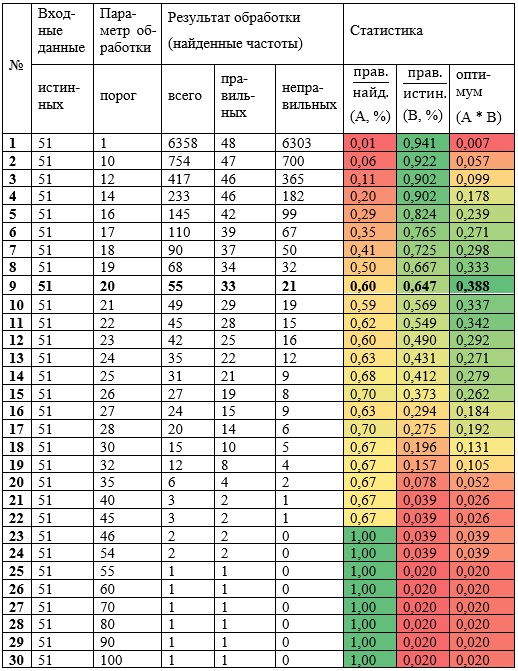 № | Вход-ные данные | Пара-метр об-работки | Результат обработки (найденные частоты) | Статистика
истин-ных | порог | всего | пра-виль-ных | неправ-вильных | прав. найд. (A, %) | прав. истин. (B, %) | опти-мум (A * B)
1 | 51 | 1 | 6358 | 48 | 6303 | 0,01 | 0,941 | 0,007
2 | 51 | 10 | 754 | 47 | 700 | 0,06 | 0,922 | 0,057
3 | 51 | 12 | 417 | 46 | 365 | 0,11 | 0,902 | 0,099
4 | 51 | 14 | 233 | 46 | 182 | 0,20 | 0,902 | 0,178
5 | 51 | 16 | 145 | 42 | 99 | 0,29 | 0,824 | 0,239
6 | 51 | 17 | 110 | 39 | 67 | 0,35 | 0,765 | 0,271
7 | 51 | 18 | 90 | 37 | 50 | 0,41 | 0,725 | 0,298
8 | 51 | 19 | 68 | 34 | 32 | 0,50 | 0,667 | 0,333
9 | 51 | 20 | 55 | 33 | 21 | 0,60 | 0,647 | 0,388
10 | 51 | 21 | 49 | 29 | 19 | 0,59 | 0,569 | 0,337
11 | 51 | 22 | 45 | 28 | 15 | 0,62 | 0,549 | 0,342
12 | 51 | 23 | 42 | 25 | 16 | 0,60 | 0,490 | 0,292
13 | 51 | 24 | 35 | 22 | 12 | 0,63 | 0,431 | 0,271
14 | 51 | 25 | 31 | 21 | 9 | 0,68 | 0,412 | 0,279
15 | 51 | 26 | 27 | 19 | 8 | 0,70 | 0,373 | 0,262
16 | 51 | 27 | 24 | 15 | 9 | 0,63 | 0,294 | 0,184
17 | 51 | 28 | 20 | 14 | 6 | 0,70 | 0,275 | 0,192
18 | 51 | 30 | 15 | 10 | 5 | 0,67 | 0,196 | 0,131
19 | 51 | 32 | 12 | 8 | 4 | 0,67 | 0,157 | 0,105
20 | 51 | 35 | 6 | 4 | 2 | 0,67 | 0,078 | 0,052
21 | 51 | 40 | 3 | 2 | 1 | 0,67 | 0,039 | 0,026
22 | 51 | 45 | 3 | 2 | 1 | 0,67 | 0,039 | 0,026
23 | 51 | 46 | 2 | 2 | 0 | 1,00 | 0,039 | 0,039
24 | 51 | 54 | 2 | 2 | 0 | 1,00 | 0,039 | 0,039
25 | 51 | 55 | 1 | 1 | 0 | 1,00 | 0,020 | 0,020
26 | 51 | 60 | 1 | 1 | 0 | 1,00 | 0,020 | 0,020
27 | 51 | 70 | 1 | 1 | 0 | 1,00 | 0,020 | 0,020
28 | 51 | 80 | 1 | 1 | 0 | 1,00 | 0,020 | 0,020
29 | 51 | 90 | 1 | 1 | 0 | 1,00 | 0,020 | 0,020
30 | 51 | 100 | 1 | 1 | 0 | 1,00 | 0,020 | 0,020